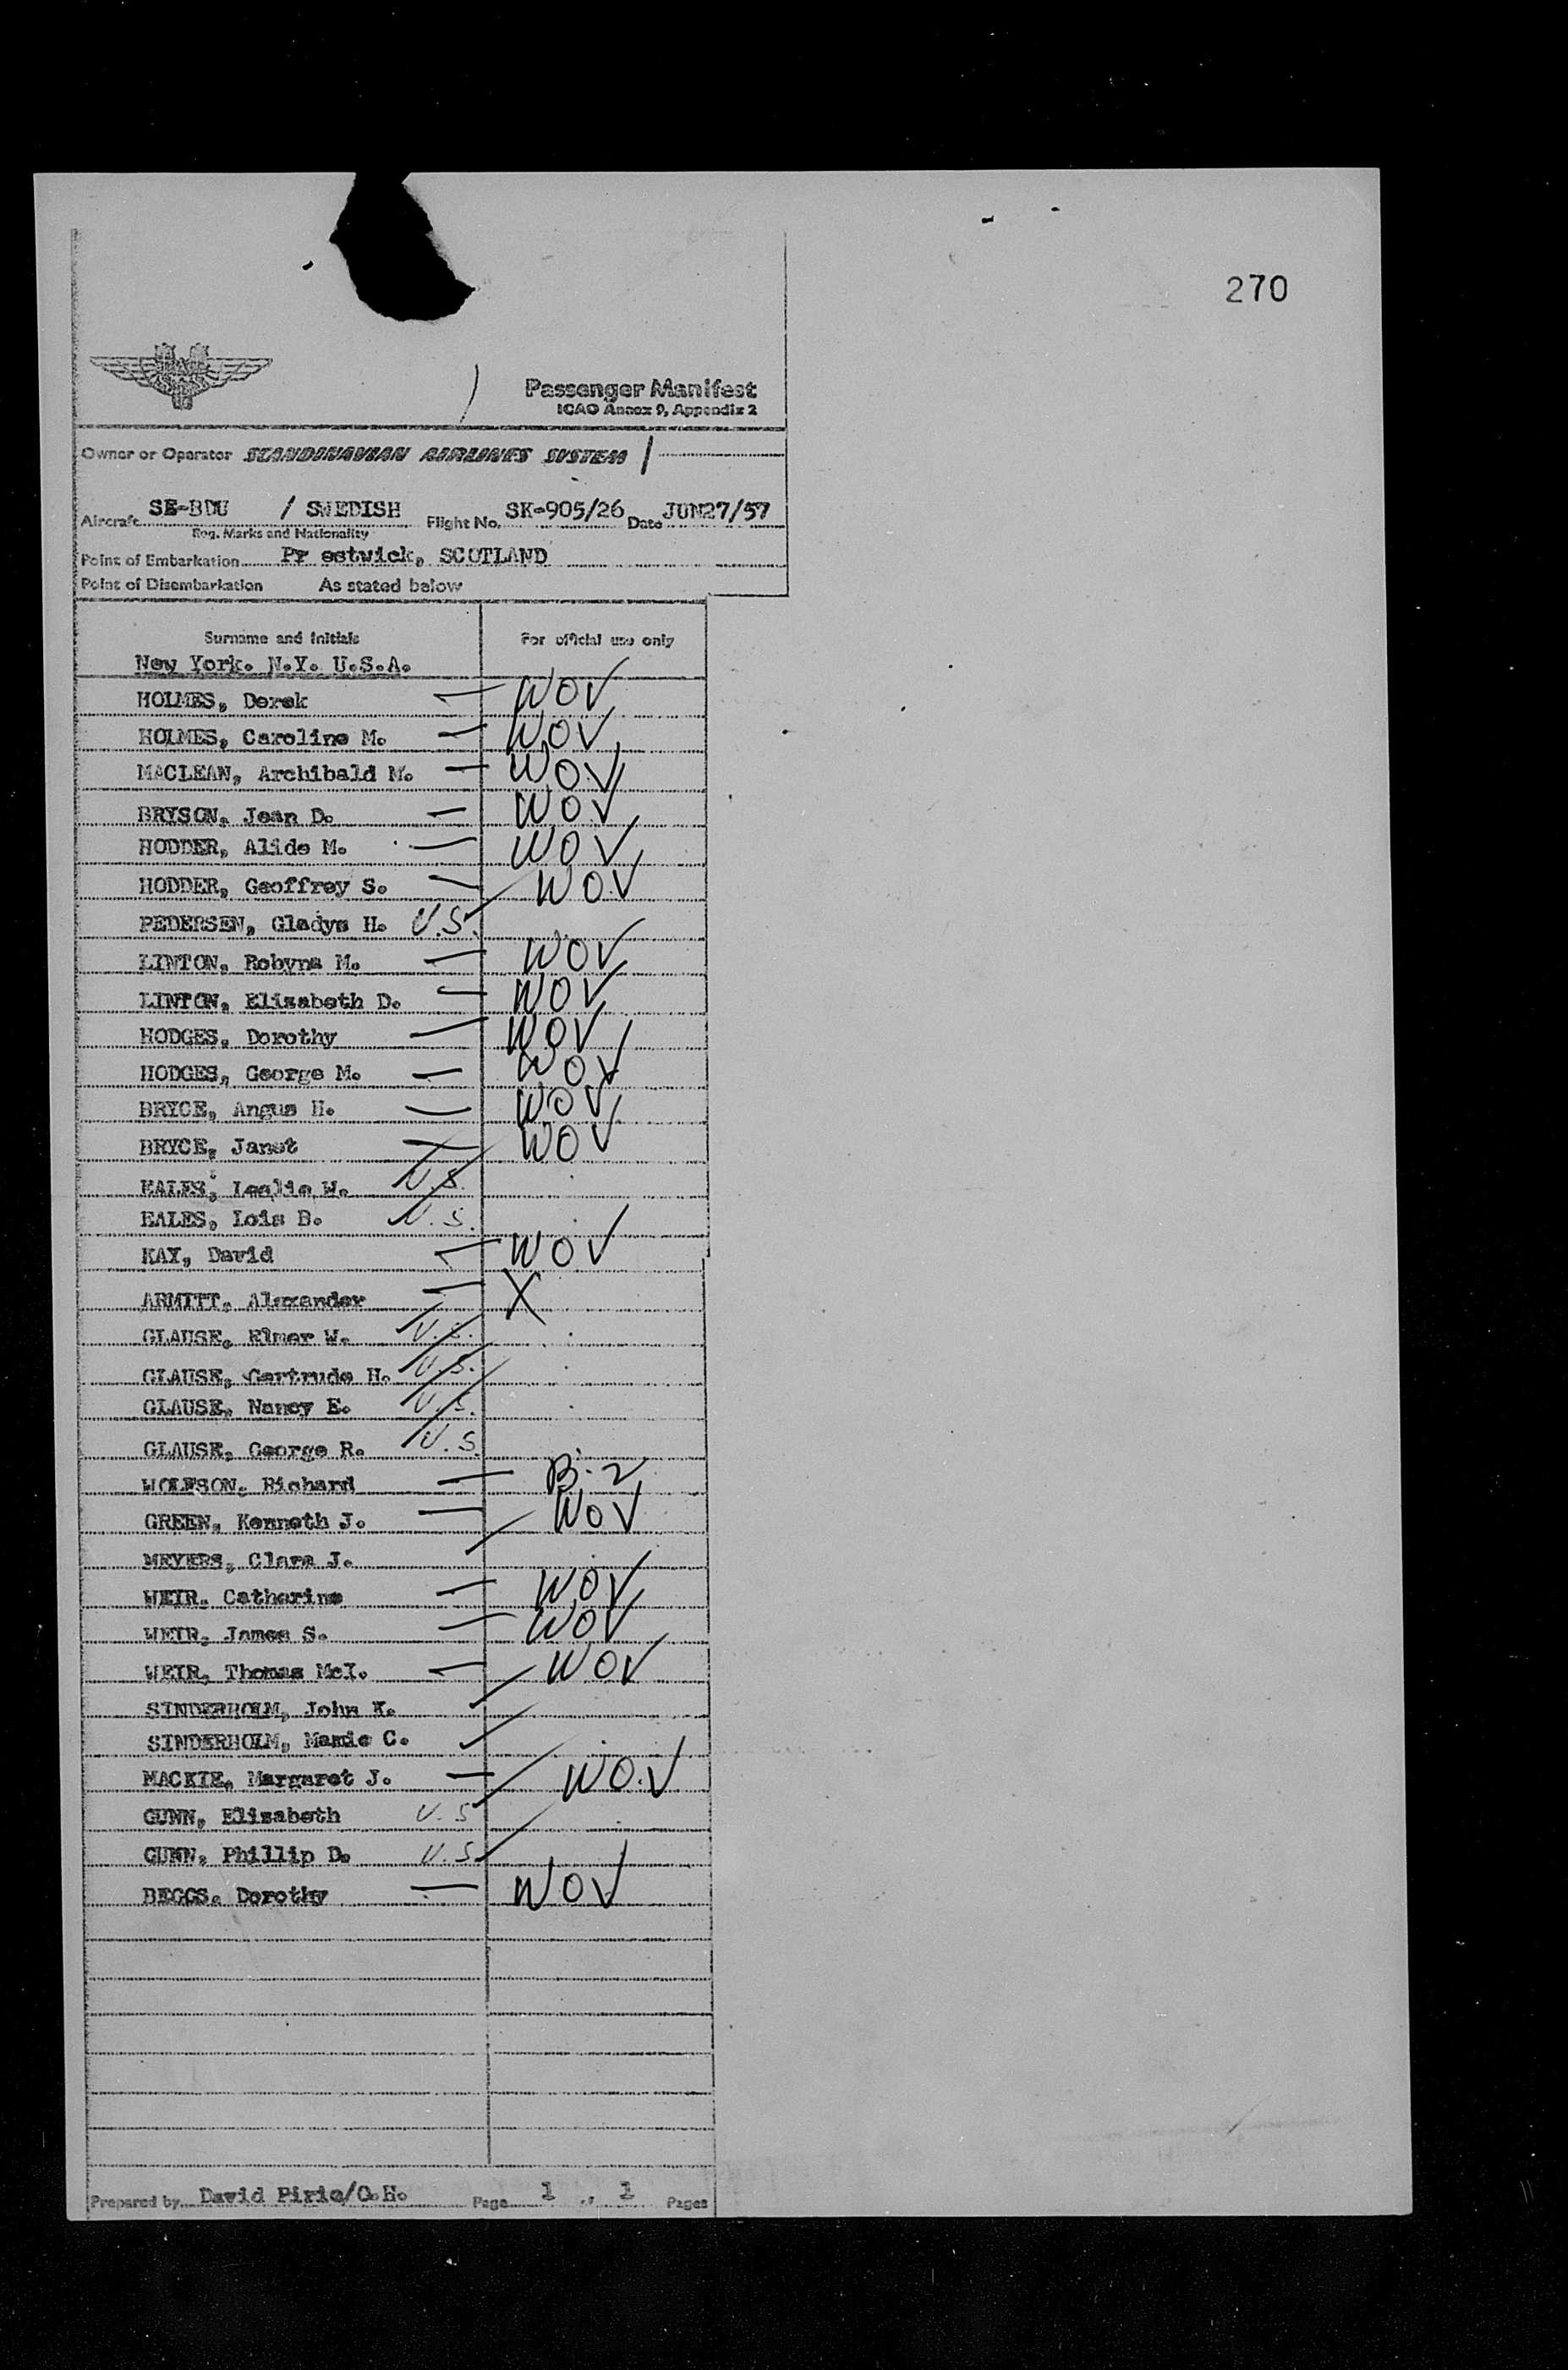 270
Passenger Manifest
ICAO Annex 9, Appendix 2
Owner or Operator SCANDINAVIAN AIRLINES SYSTEM
Aircraft SE-BDU / SWEDISH Flight No. SK-905/26 Date JUN27/57
Reg. Marks and Nationality
Point of Embarkation Pr estwick, SCOTLAND
Point of Disembarkation As stated below
Surname and Initials For official use only
New York. N.Y. U.S.A.
HOLMES, Derek — WOV
HOLMES, Caroline M. — WOV
MACLEAN, Archibald M. — WOV
BRYSON, Jean D. — WOV
HODDER, Alide M. — WOV
HODDER, Geoffrey S. — WOV
PEDERSEN, Gladys H. U.S.
LINTON, Robyna M. — WOV
LINTON, Elizabeth D. — WOV
HODGES, Dorothy — WOV
HODGES, George M. — WOV
BRYCE, Angus H. — WOV
BRYCE, Janet — WOV
EALES, Leslie W. U.S.
EALES, Lois B. U.S.
KAY, David — WOV
ARMITT, Alexander — X
GLAUSE, Elmer W. U.S.
GLAUSE, Gertrude H. U.S.
GLAUSE, Nancy E. U.S.
GLAUSE, George R. U.S.
WOLFSON, Richard — B-2
GREEN, Kenneth J. — WOV
MEYERS, Clara J.
WEIR, Catherine — WOV
WEIR, James S. — WOV
WEIR, Thomas McI. — WOV
SINDERHOLM, John K.
SINDERHOLM, Mamie C.
MACKIE, Margaret J. — WOV
GUNN, Elizabeth U.S
GUNN, Phillip D. U.S.
BEGGS, Dorothy — WOV
Prepared by David Pirie/C.H. Page 1 , 1 Pages